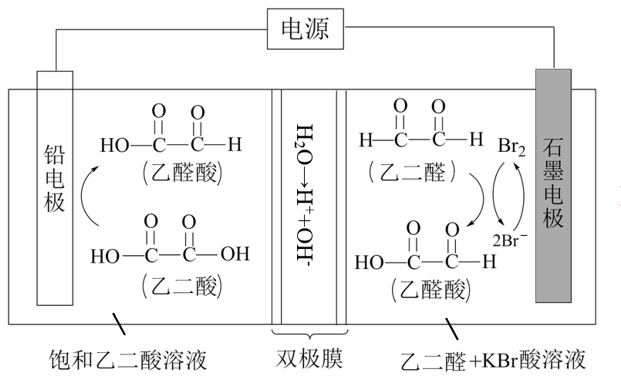 电源
铅电极
O O
HO—C—C—H
(乙醛酸)
O O
HO—C—C—OH
(乙二酸)
H₂O→H⁺+OH⁻
O O
H—C—C—H
(乙二醛)
Br₂
2Br⁻
O O
HO—C—C—H
(乙醛酸)
石墨电极
饱和乙二酸溶液
双极膜
乙二醛+KBr酸溶液